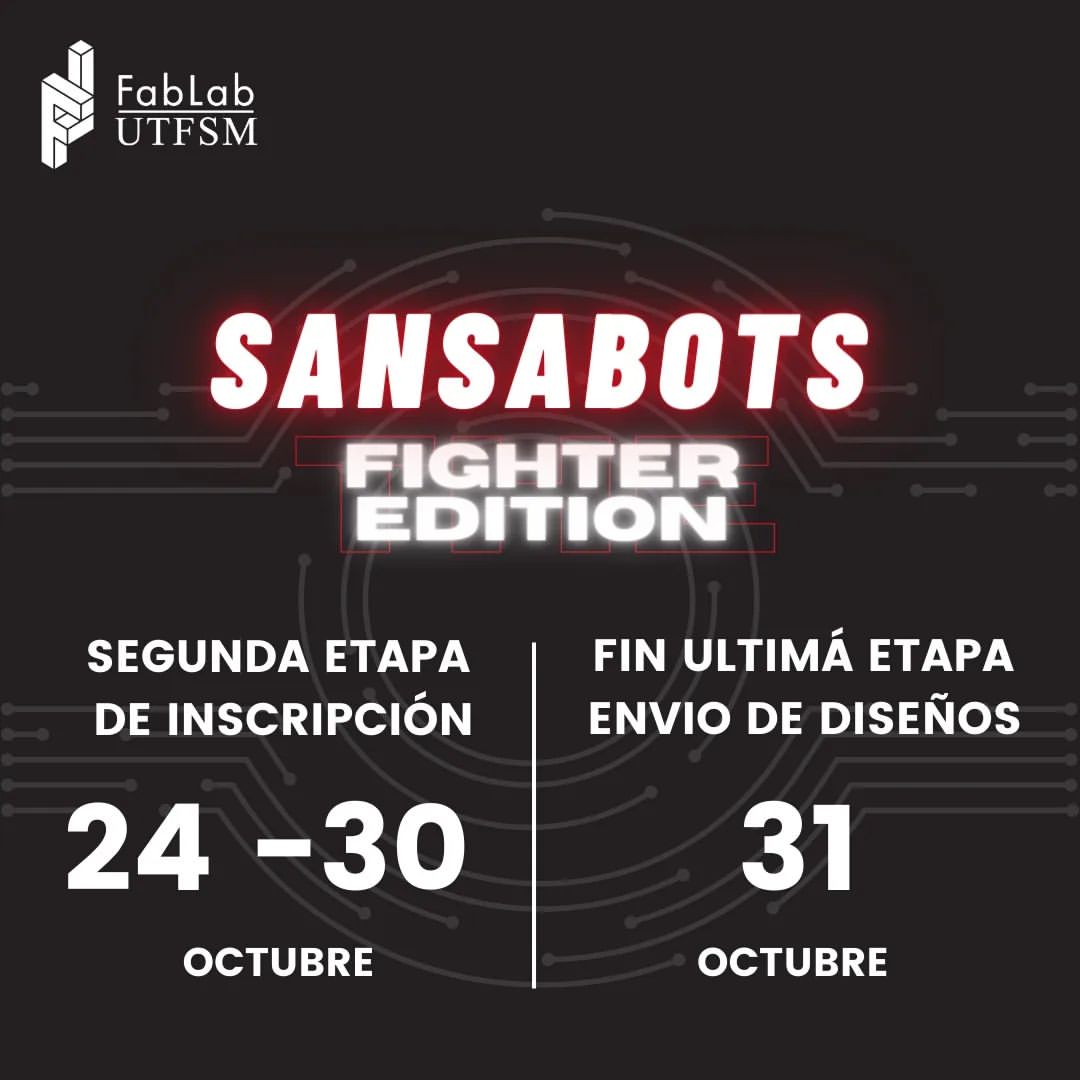 FabLab
UTFSM
SANSABOTS
THE
FIGHTER
EDITION
SEGUNDA ETAPA
DE INSCRIPCIÓN
24 -30
OCTUBRE
FIN ULTIMÁ ETAPA
ENVIO DE DISEÑOS
31
OCTUBRE